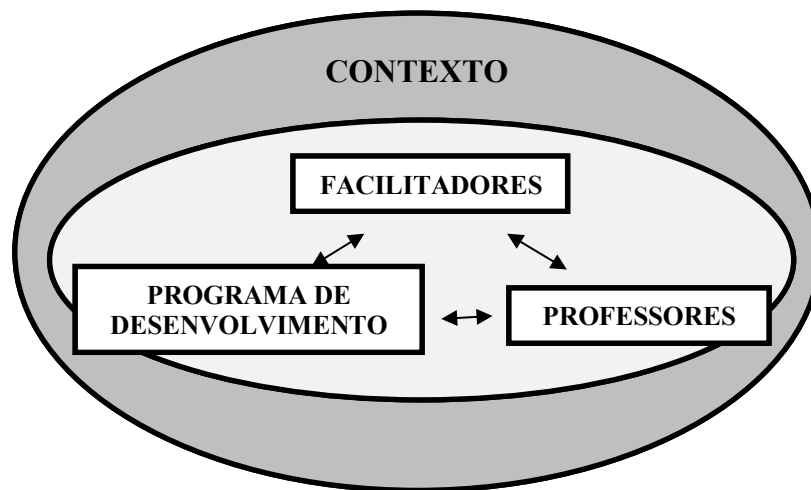 CONTEXTO
FACILITADORES
PROGRAMA DE
DESENVOLVIMENTO
PROFESSORES